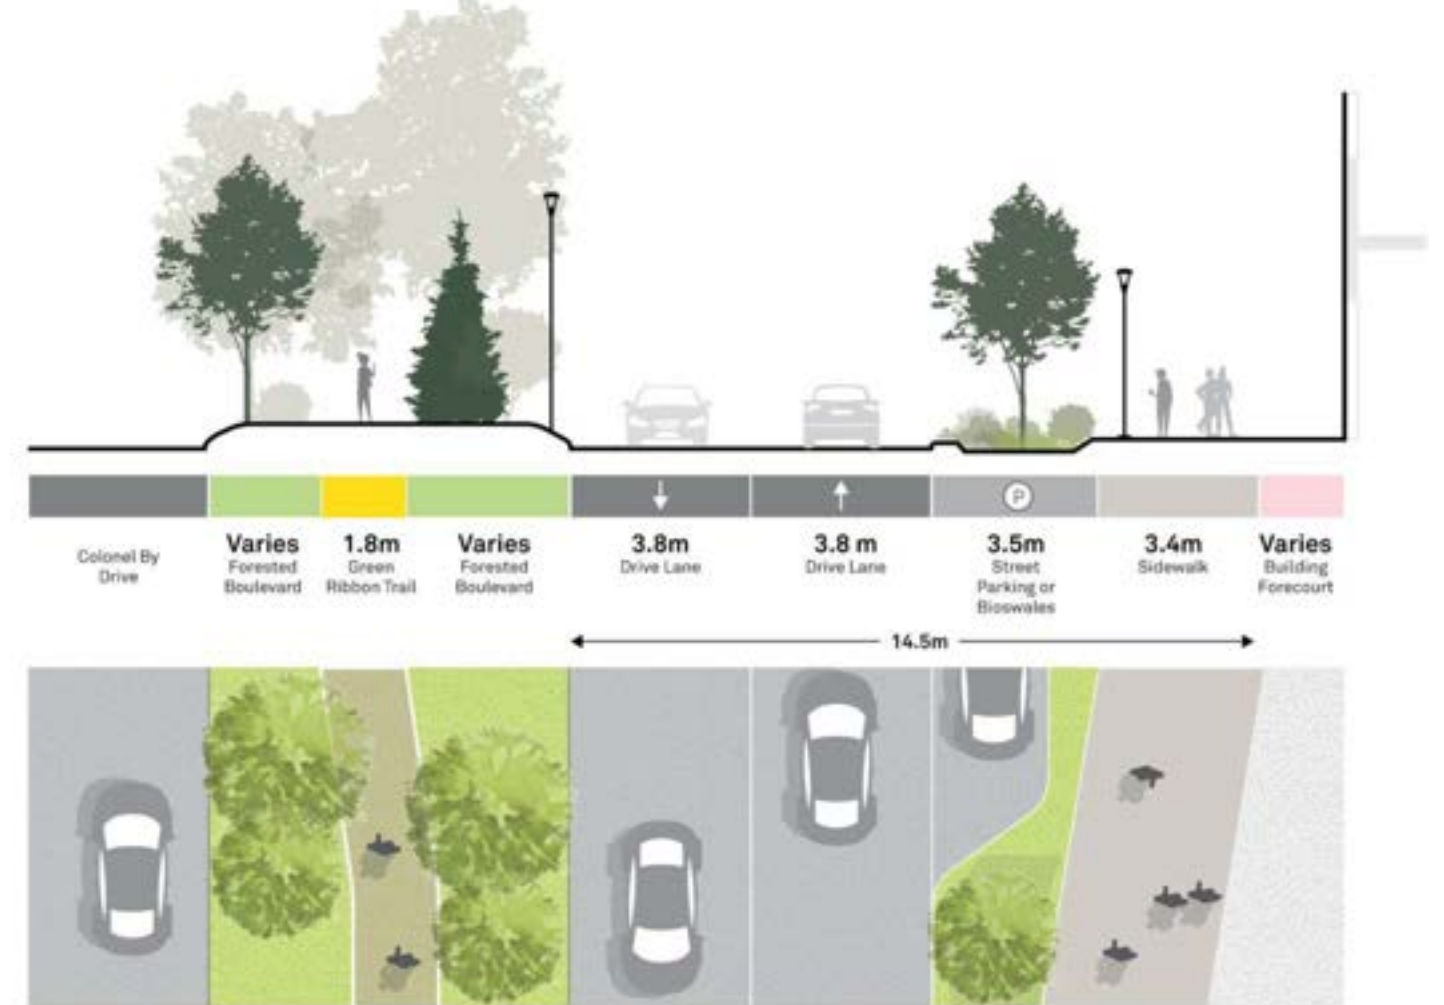 P
Colonel By
Drive
Varies
Forested
Boulevard
1.8m
Green
Ribbon Trail
Varies
Forested
Boulevard
3.8m
Drive Lane
3.8 m
Drive Lane
3.5m
Street
Parking or
Bioswales
3.4m
Sidewalk
Varies
Building
Forecourt
14.5m